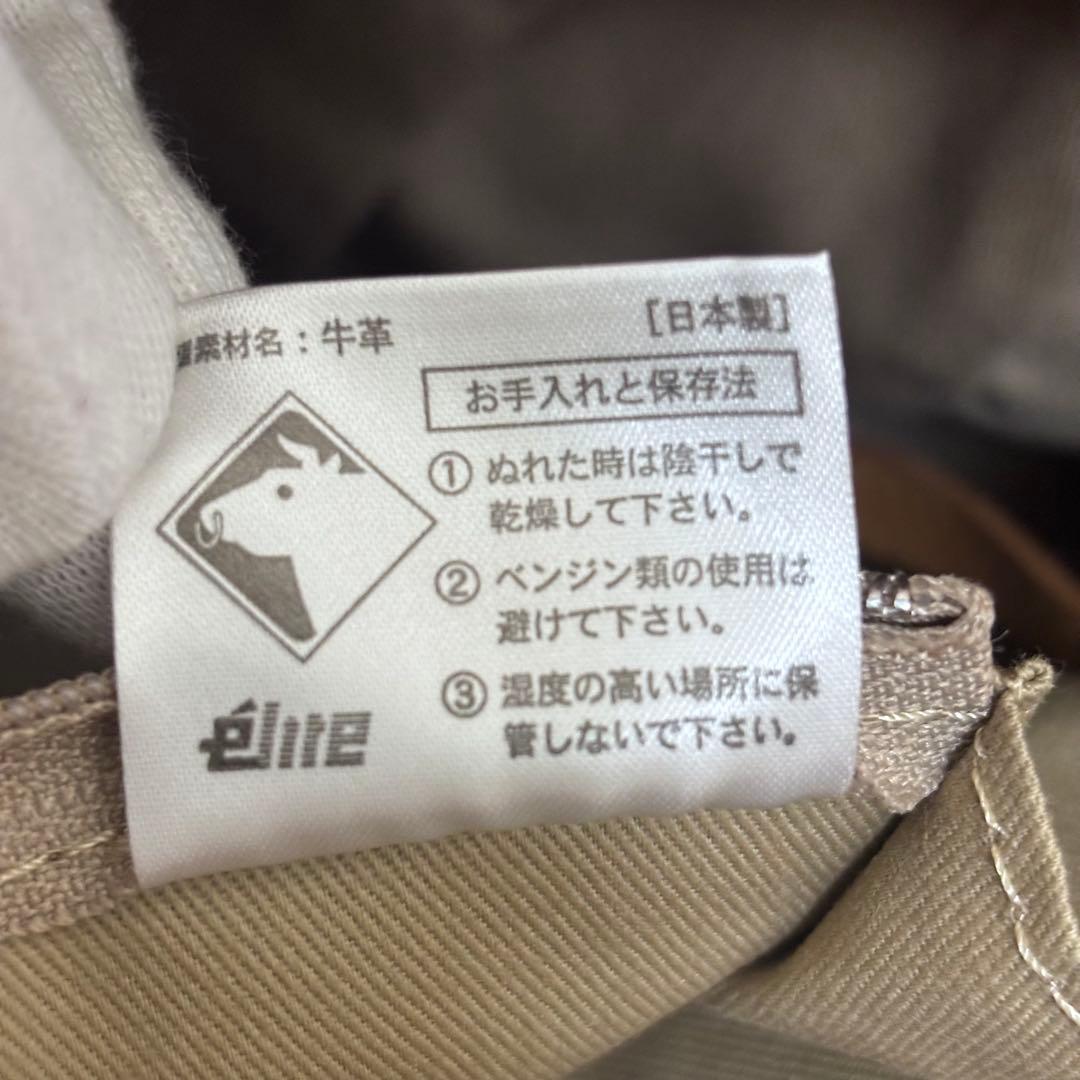 素材名：牛革
[日本製]
お手入れと保存法
① ぬれた時は陰干しで
乾燥して下さい。
② ベンジン類の使用は
避けて下さい。
③ 湿度の高い場所に保
管しないで下さい。
élite